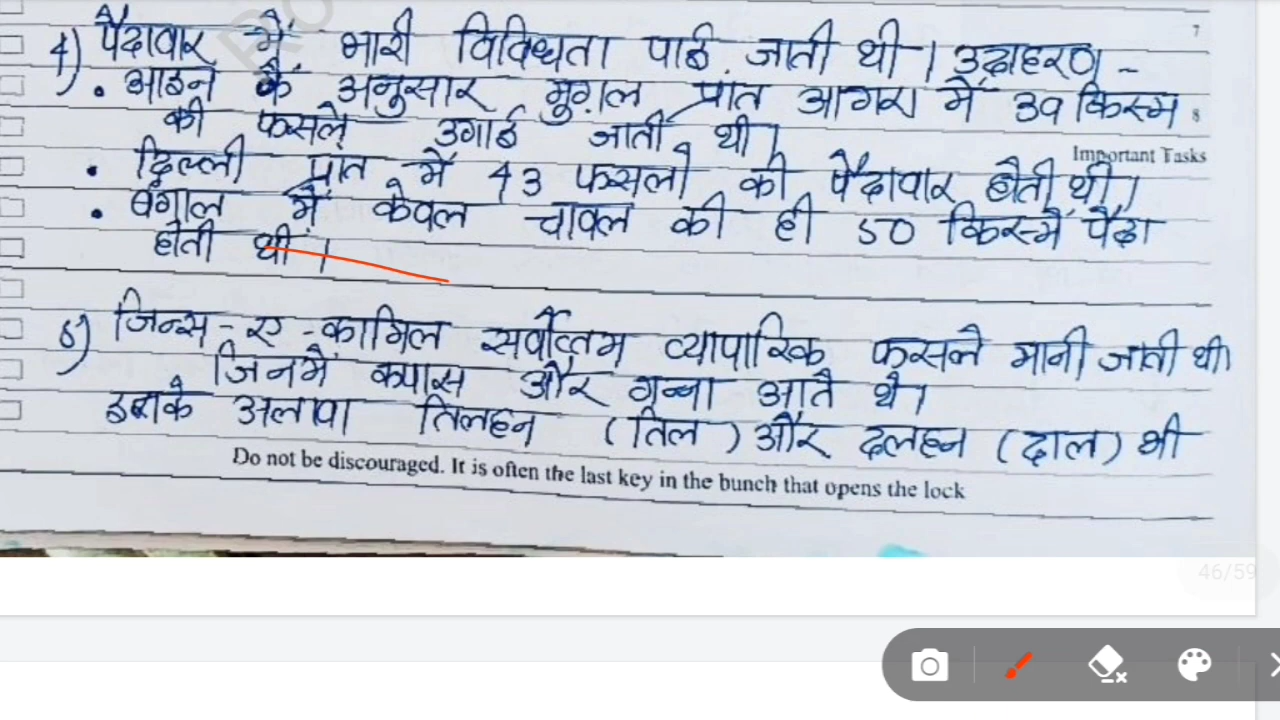 7
4) पैदावार में भारी विविधता पाई जाती थी। उदाहरण -
• आइन के अनुसार मुग़ल प्रांत आगरा में 39 किस्म
8
की फसलें उगाई जाती थीं।
Important Tasks
• दिल्ली प्रांत में 43 फसलों की पैदावार होती थी।
• बंगाल में केवल चावल की ही 50 किस्में पैदा
होती थीं।
5) जिन्स-ए-कामिल सर्वोत्तम व्यापारिक फसले मानी जाती थी।
जिनमें कपास और गन्ना आते थे।
इसके अलावा तिलहन (तिल) और दलहन (दाल) भी
Do not be discouraged. It is often the last key in the bunch that opens the lock
46/59